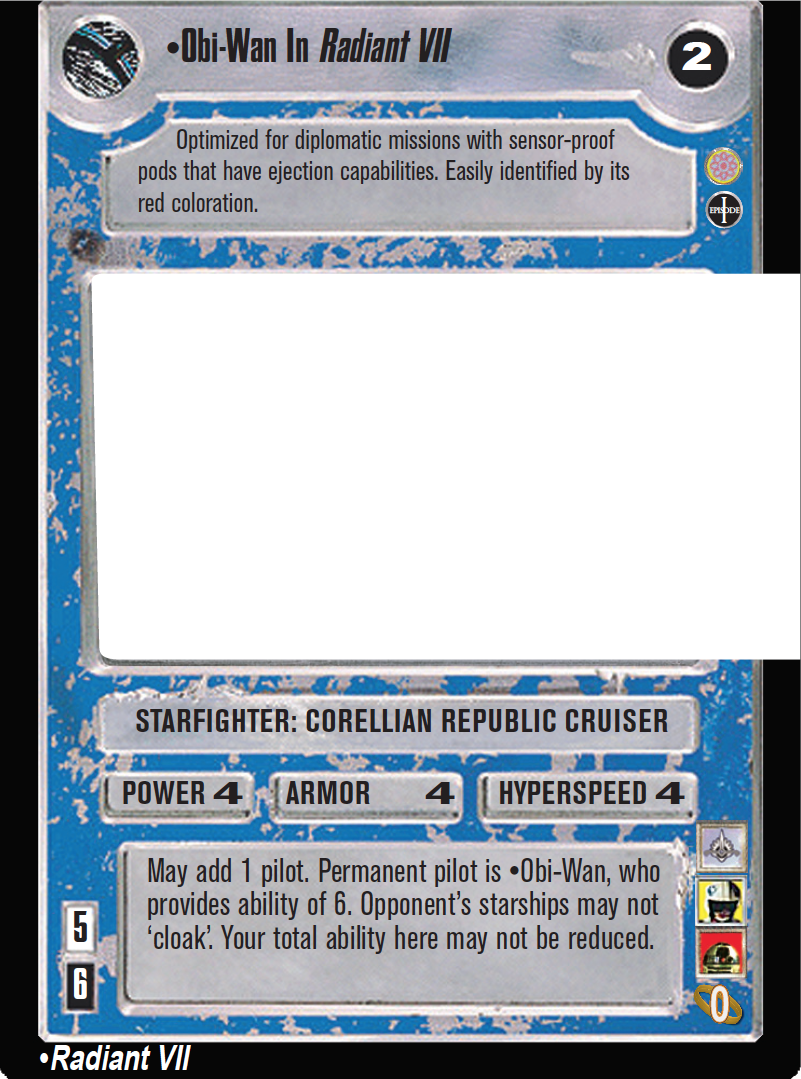 •Obi-Wan In Radiant VII
2
Optimized for diplomatic missions with sensor-proof
pods that have ejection capabilities. Easily identified by its
red coloration.
EPISODE
I
STARFIGHTER: CORELLIAN REPUBLIC CRUISER
POWER 4
ARMOR 4
HYPERSPEED 4
May add 1 pilot. Permanent pilot is •Obi-Wan, who
provides ability of 6. Opponent’s starships may not
‘cloak’. Your total ability here may not be reduced.
5
6
0
•Radiant VII